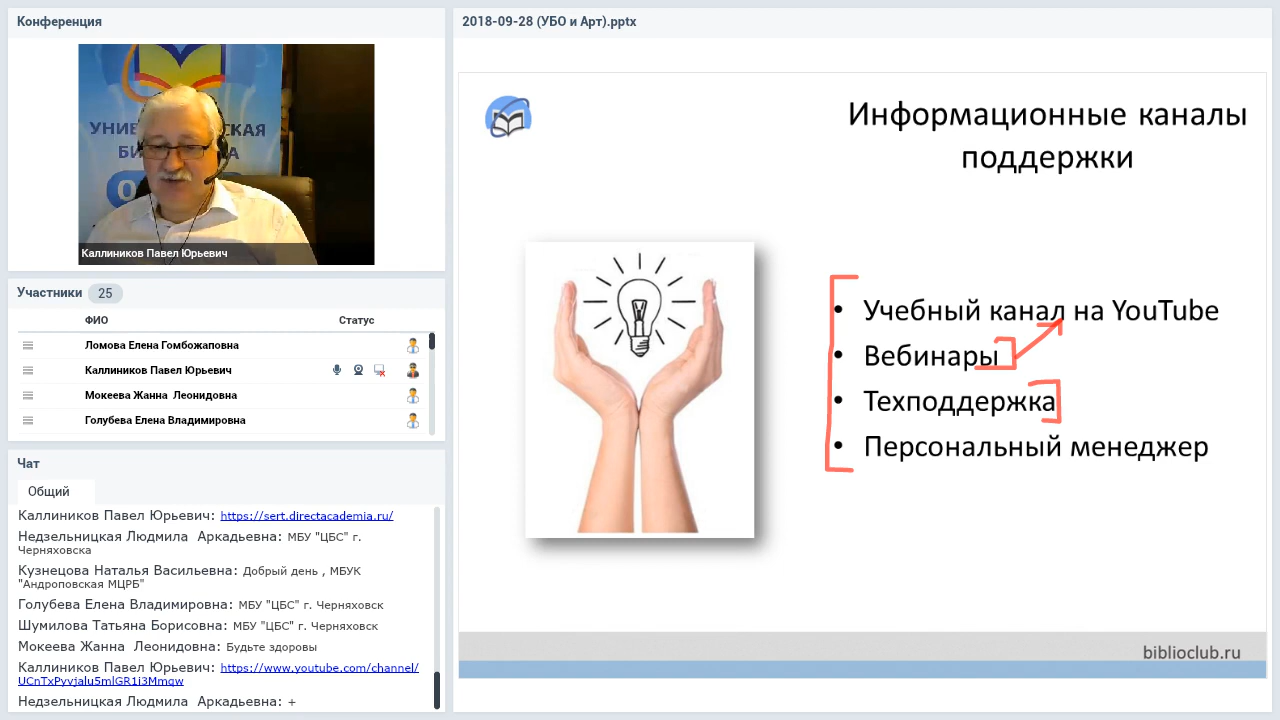 Конференция
УНИВЕ
СКАЯ
Каллиников Павел Юрьевич
Участники 25
ФИО Статус
Ломова Елена Гомбожаповна
Каллиников Павел Юрьевич
Мокеева Жанна Леонидовна
Голубева Елена Владимировна
Чат
Общий
Каллиников Павел Юрьевич: https://sert.directacademia.ru/
Недзельницкая Людмила Аркадьевна: МБУ "ЦБС" г.
Черняховска
Кузнецова Наталья Васильевна: Добрый день , МБУК
"Андроповская МЦРБ"
Голубева Елена Владимировна: МБУ "ЦБС" г. Черняховск
Шумилова Татьяна Борисовна: МБУ "ЦБС" г. Черняховск
Мокеева Жанна Леонидовна: Будьте здоровы
Каллиников Павел Юрьевич: https://www.youtube.com/channel/
UCnTxPyvjalu5mlGR1i3Mmqw
Недзельницкая Людмила Аркадьевна: +
2018-09-28 (УБО и Арт).pptx
Информационные каналы
поддержки
• Учебный канал на YouTube
• Вебинары
• Техподдержка
• Персональный менеджер
biblioclub.ru